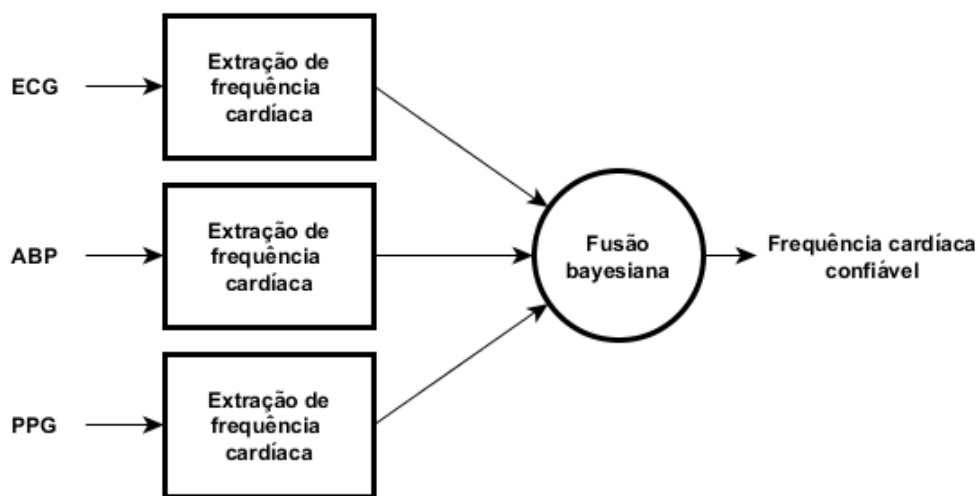 ECG
Extração de
frequência
cardíaca
ABP
Extração de
frequência
cardíaca
PPG
Extração de
frequência
cardíaca
Fusão
bayesiana
Frequência cardíaca
confiável